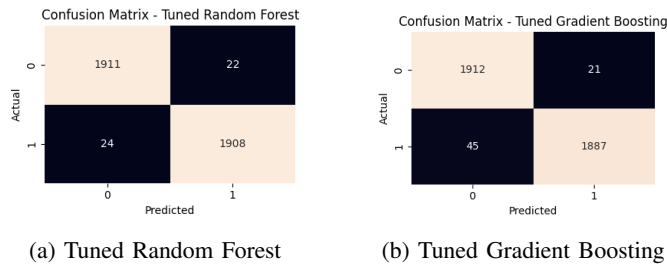 Confusion Matrix - Tuned Random Forest
0
1911
22
Actual
1
24
1908
0
1
Predicted
(a) Tuned Random Forest
Confusion Matrix - Tuned Gradient Boosting
0
1912
21
Actual
1
45
1887
0
1
Predicted
(b) Tuned Gradient Boosting